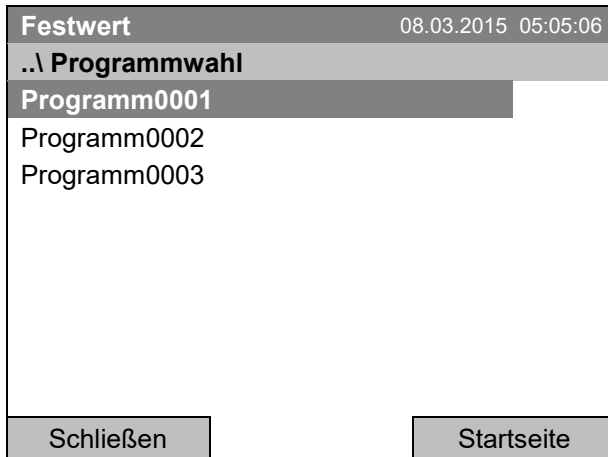 Festwert 08.03.2015 05:05:06
..\ Programmwahl
Programm0001
Programm0002
Programm0003
Schließen Startseite